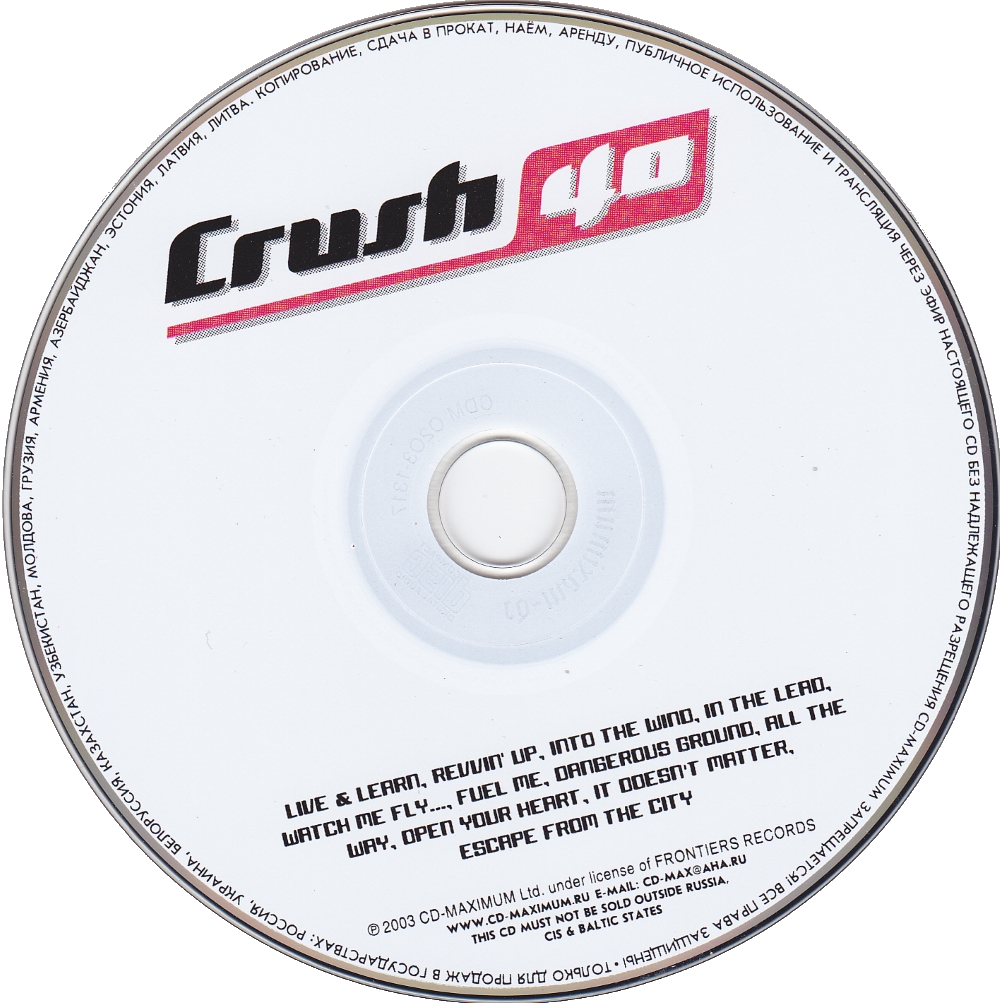 Crush 40
LIVE & LEARN, REVVIN' UP, INTO THE WIND, IN THE LEAD,
WATCH ME FLY...., FUEL ME, DANGEROUS GROUND, ALL THE
WAY, OPEN YOUR HEART, IT DOESN'T MATTER,
ESCAPE FROM THE CITY
℗ 2003 CD-MAXIMUM Ltd. under license of FRONTIERS RECORDS
WWW.CD-MAXIMUM.RU E-MAIL: CD-MAX@AHA.RU
THIS CD MUST NOT BE SOLD OUTSIDE RUSSIA,
CIS & BALTIC STATES
• ТОЛЬКО ДЛЯ ПРОДАЖ В ГОСУДАРСТВАХ: РОССИЯ, УКРАИНА, БЕЛОРУССИЯ, КАЗАХСТАН, УЗБЕКИСТАН, МОЛДОВА, ГРУЗИЯ, АРМЕНИЯ, АЗЕРБАЙДЖАН, ЭСТОНИЯ, ЛАТВИЯ, ЛИТВА. КОПИРОВАНИЕ, СДАЧА В ПРОКАТ, НАЁМ, АРЕНДУ, ПУБЛИЧНОЕ ИСПОЛЬЗОВАНИЕ И ТРАНСЛЯЦИЯ ЧЕРЕЗ ЭФИР НАСТОЯЩЕГО CD БЕЗ НАДЛЕЖАЩЕГО РАЗРЕШЕНИЯ CD-MAXIMUM ЗАПРЕЩАЕТСЯ! ВСЕ ПРАВА ЗАЩИЩЕНЫ
CDM 0203-1317
CD-maximum